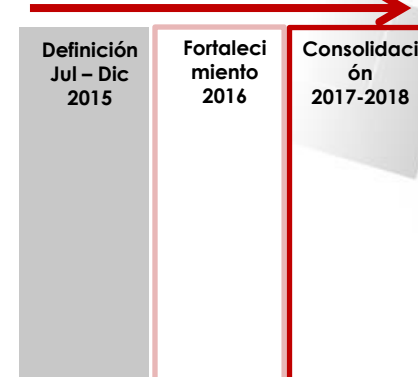 Definición
Jul – Dic
2015
Fortaleci
miento
2016
Consolidaci
ón
2017-2018